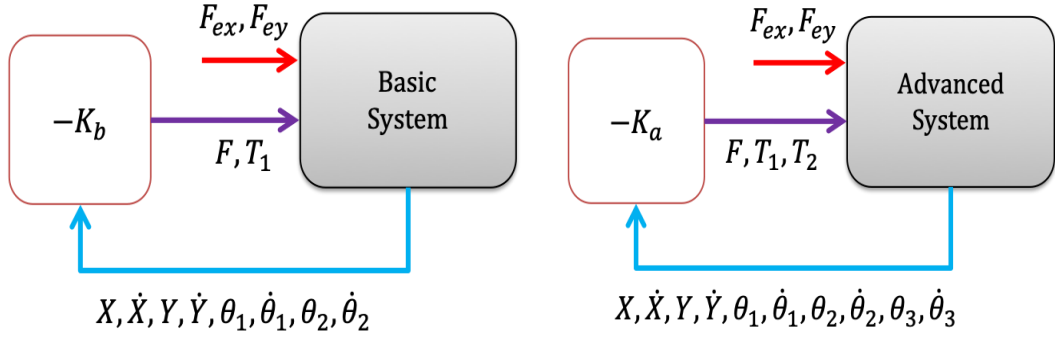 F_ex, F_ey
−K_b
Basic
System
F, T_1
X, Ẋ, Y, Ẏ, θ_1, θ̇_1, θ_2, θ̇_2
F_ex, F_ey
−K_a
Advanced
System
F, T_1, T_2
X, Ẋ, Y, Ẏ, θ_1, θ̇_1, θ_2, θ̇_2, θ_3, θ̇_3